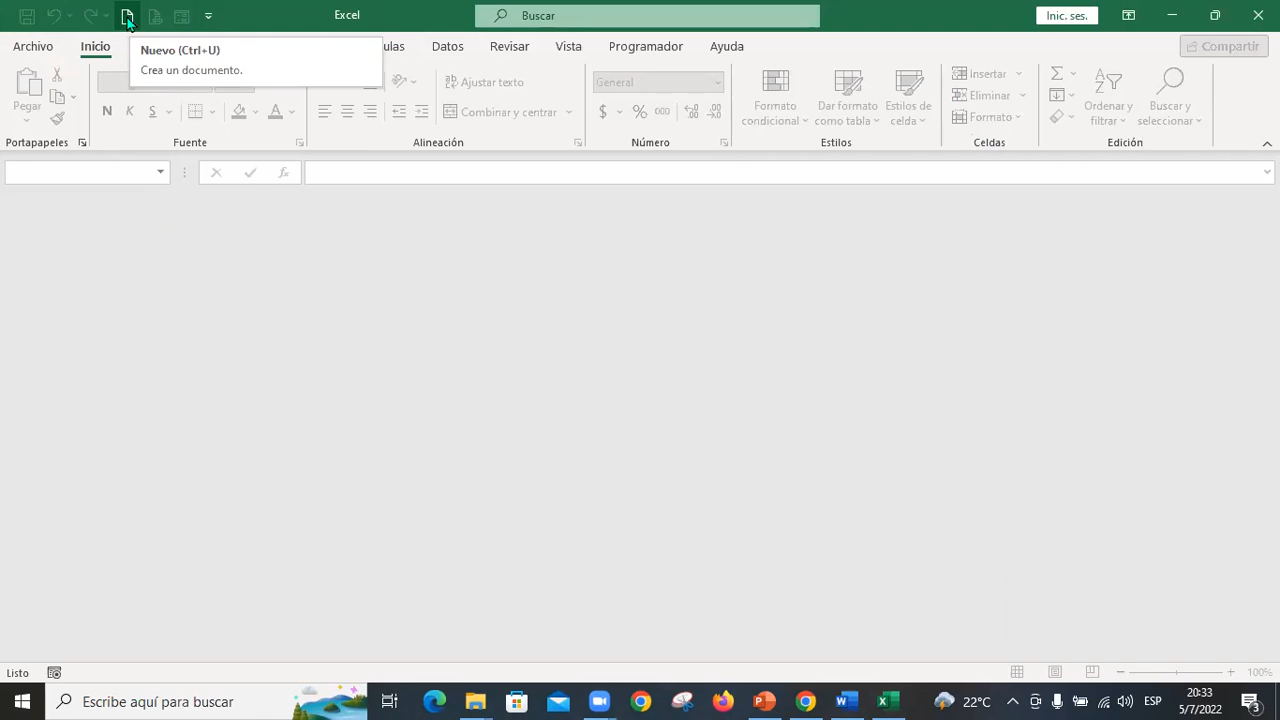 Excel
Buscar
Inic. ses.
Archivo
Inicio
ulas
Datos
Revisar
Vista
Programador
Ayuda
Compartir
Nuevo (Ctrl+U)
Crea un documento.
Pegar
N K S
A
Ajustar texto
Combinar y centrar
General
$ % 000
Formato
condicional
Dar formato
como tabla
Estilos de
celda
Insertar
Eliminar
Formato
Ordenar y
filtrar
Buscar y
seleccionar
Portapapeles
Fuente
Alineación
Número
Estilos
Celdas
Edición
fx
Listo
100%
Escribe aquí para buscar
22°C
ESP
20:33
5/7/2022
3